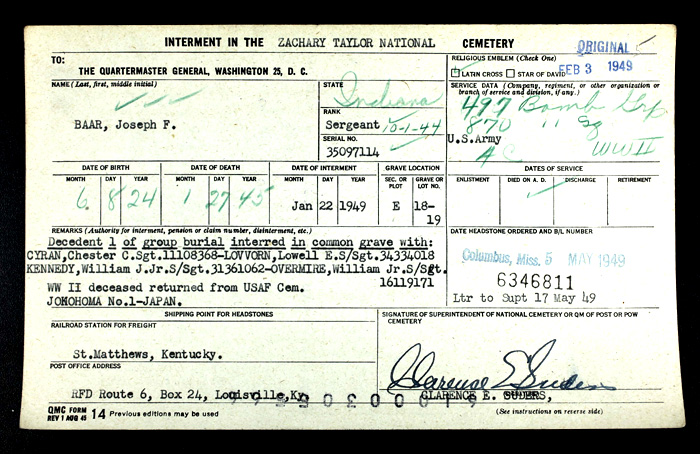 INTERMENT IN THE ZACHARY TAYLOR NATIONAL CEMETERY
ORIGINAL
TO:
THE QUARTERMASTER GENERAL, WASHINGTON 25, D. C.
RELIGIOUS EMBLEM (Check One)
LATIN CROSS STAR OF DAVID
FEB 3 1949
NAME (Last, first, middle initial)
BAAR, Joseph F.
STATE
Indiana
RANK
Sergeant 10-1-44
SERIAL NO.
35097114
SERVICE DATA (Company, regiment, or other organization or branch of service and division, if any.)
497 Bomb Grp
870 " Sq
U.S.Army
AC WW II
DATE OF BIRTH
MONTH DAY YEAR
6 8 24
DATE OF DEATH
MONTH DAY YEAR
1 27 45
DATE OF INTERMENT
MONTH DAY YEAR
Jan 22 1949
GRAVE LOCATION
SEC. OR PLOT GRAVE OR LOT NO.
E 18-
19
DATES OF SERVICE
ENLISTMENT DIED ON A. D. DISCHARGE RETIREMENT
REMARKS (Authority for interment, pension or claim number, disinterment, etc.)
Decedent 1 of group burial interred in common grave with:
CYRAN,Chester C.Sgt.11108368-LOVVORN,Lowell E.S/Sgt.34334018
KENNEDY,William J.Jr.S/Sgt.31361062-OVERMIRE,William Jr.S/Sgt.
16119171
WW II deceased returned from USAF Cem.
JOKOHOMA No.1-JAPAN.
DATE HEADSTONE ORDERED AND B/L NUMBER
Columbus, Miss. 5 MAY 1949
6346811
Ltr to Supt 17 May 49
SHIPPING POINT FOR HEADSTONES
RAILROAD STATION FOR FREIGHT
St.Matthews, Kentucky.
POST OFFICE ADDRESS
RFD Route 6, Box 24, Louisville,Ky.
SIGNATURE OF SUPERINTENDENT OF NATIONAL CEMETERY OR QM OF POST OR POW CEMETERY
Clarence E. Suders
CLARENCE E. SUDERS,
QMC FORM
REV 1 AUG 45 14 Previous editions may be used
(See instructions on reverse side)